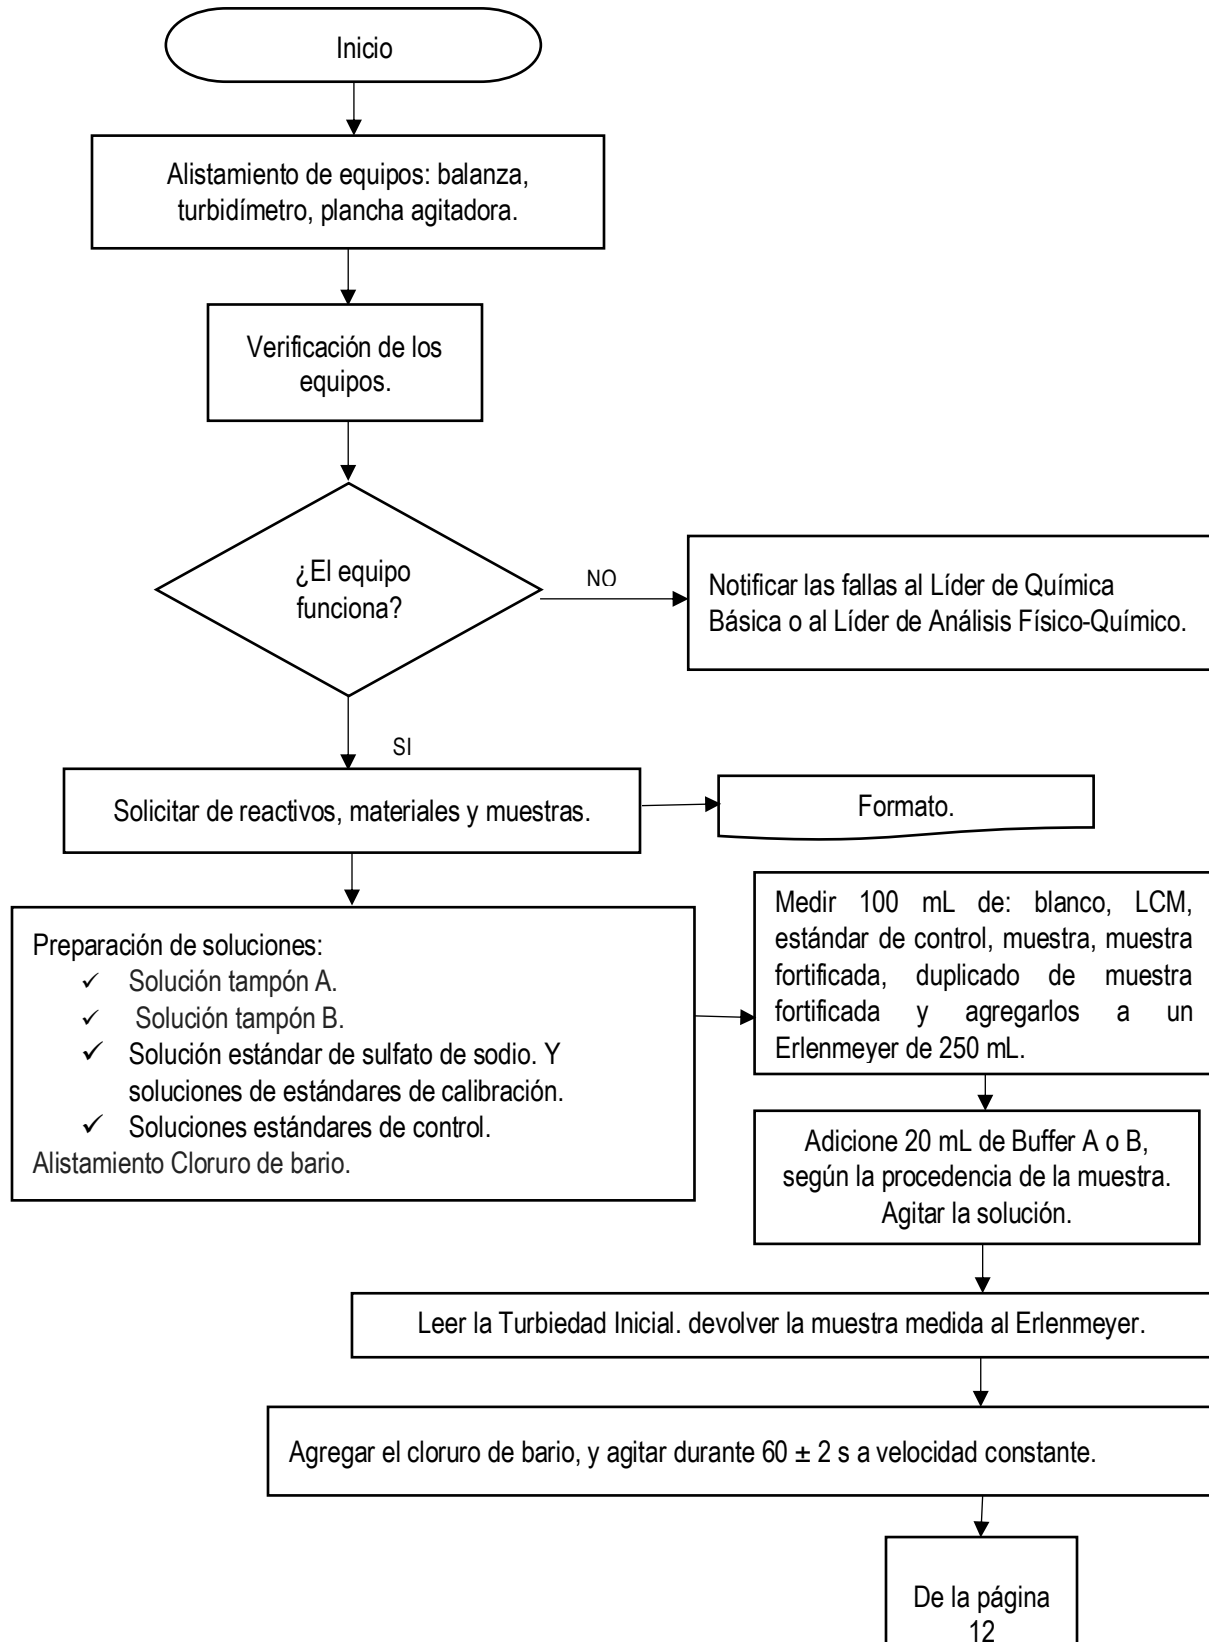 Inicio
Alistamiento de equipos: balanza,
turbidímetro, plancha agitadora.
Verificación de los
equipos.
¿El equipo
funciona?
NO
Notificar las fallas al Líder de Química
Básica o al Líder de Análisis Físico-Químico.
SI
Solicitar de reactivos, materiales y muestras.
Formato.
Preparación de soluciones:
✓ Solución tampón A.
✓ Solución tampón B.
✓ Solución estándar de sulfato de sodio. Y
soluciones de estándares de calibración.
✓ Soluciones estándares de control.
Alistamiento Cloruro de bario.
Medir 100 mL de: blanco, LCM,
estándar de control, muestra, muestra
fortificada, duplicado de muestra
fortificada y agregarlos a un
Erlenmeyer de 250 mL.
Adicione 20 mL de Buffer A o B,
según la procedencia de la muestra.
Agitar la solución.
Leer la Turbiedad Inicial. devolver la muestra medida al Erlenmeyer.
Agregar el cloruro de bario, y agitar durante 60 ± 2 s a velocidad constante.
De la página
12